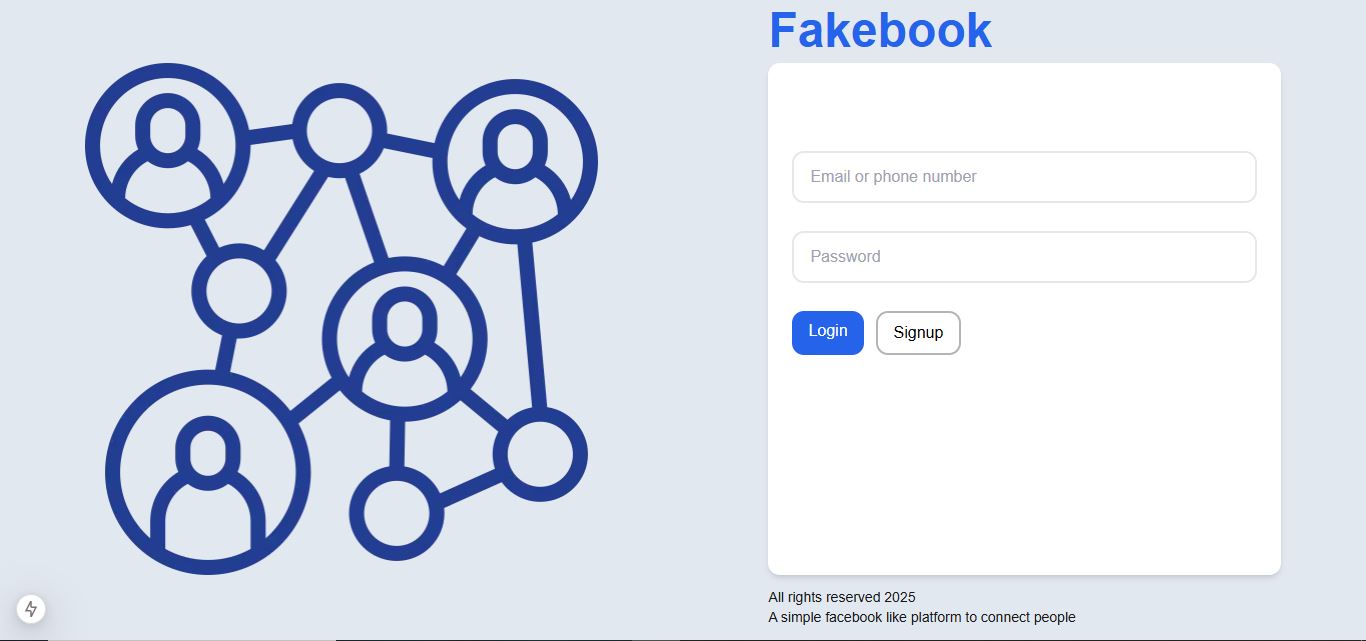 Fakebook
Email or phone number
Password
Login
Signup
All rights reserved 2025
A simple facebook like platform to connect people